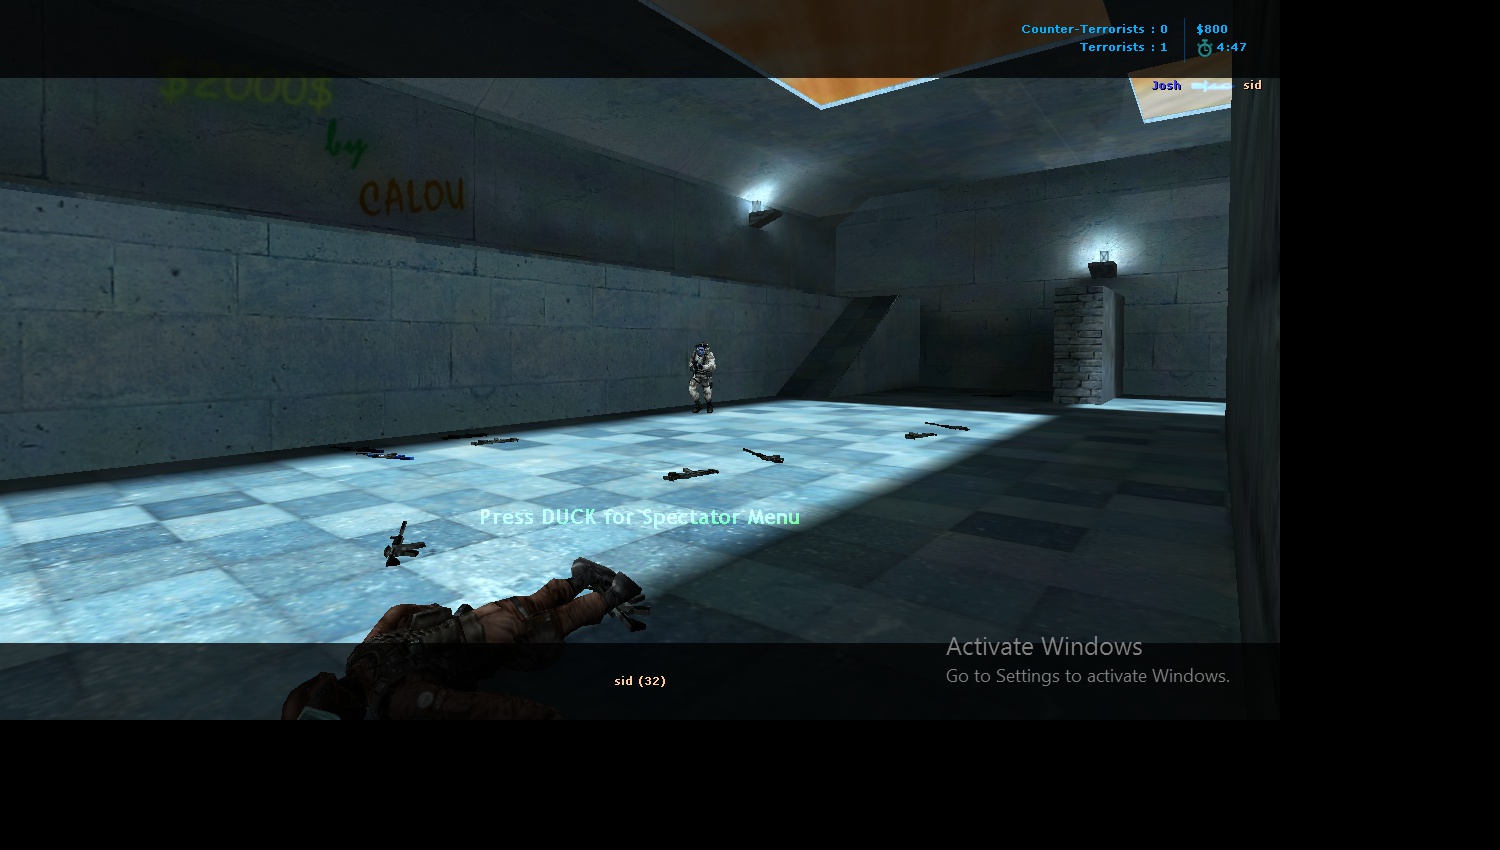 Counter-Terrorists : 0
$800
Terrorists : 1
4:47
Josh
sid
$2000$
by
CALOU
Press DUCK for Spectator Menu
Activate Windows
Go to Settings to activate Windows.
sid (32)